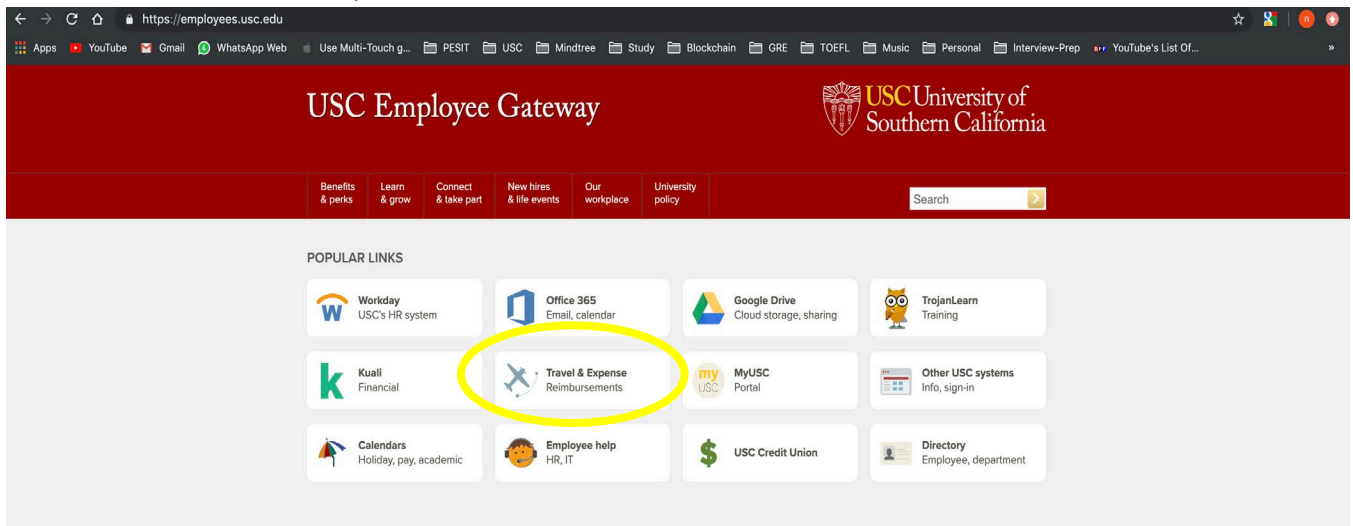 https://employees.usc.edu
Apps YouTube Gmail WhatsApp Web Use Multi-Touch g... PESIT USC Mindtree Study Blockchain GRE TOEFL Music Personal Interview-Prep BFF YouTube's List Of... »
USC Employee Gateway
USC University of
Southern California
Benefits
& perks
Learn
& grow
Connect
& take part
New hires
& life events
Our
workplace
University
policy
Search
POPULAR LINKS
W
Workday
USC's HR system
Office 365
Email, calendar
Google Drive
Cloud storage, sharing
TrojanLearn
Training
k
Kuali
Financial
Travel & Expense
Reimbursements
my
USC
MyUSC
Portal
Other USC systems
Info, sign-in
Calendars
Holiday, pay, academic
Employee help
HR, IT
$
USC Credit Union
Directory
Employee, department